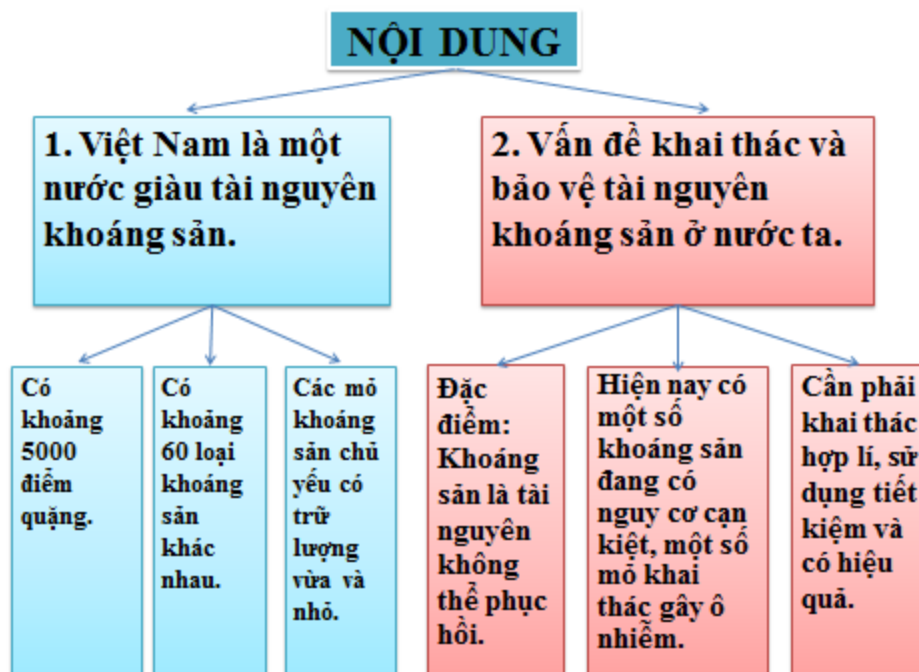 NỘI DUNG
1. Việt Nam là một
nước giàu tài nguyên
khoáng sản.
2. Vấn đề khai thác và
bảo vệ tài nguyên
khoáng sản ở nước ta.
Có
khoảng
5000
điểm
quặng.
Có
khoảng
60 loại
khoáng
sản
khác
nhau.
Các mỏ
khoáng
sản chủ
yếu có
trữ
lượng
vừa và
nhỏ.
Đặc
điểm:
Khoáng
sản là tài
nguyên
không
thể phục
hồi.
Hiện nay có
một số
khoáng sản
đang có
nguy cơ cạn
kiệt, một số
mỏ khai
thác gây ô
nhiễm.
Cần phải
khai thác
hợp lí, sử
dụng tiết
kiệm và
có hiệu
quả.